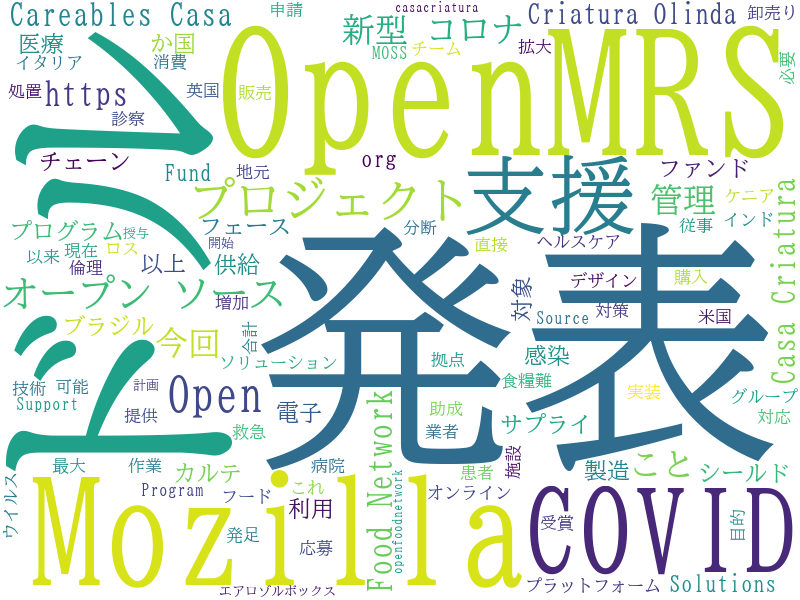 Careables Casa
申請
casacriatura
Criatura Olinda
卸売り
新型 コロナ
MOSS
チーム
拡大
医療
か国
イタリア
消費
英国
販売
OpenMRS
必要
処置
https
診察
チェーン
Fund
地元
org
支援
ファンド
プロジェクト
管理
ケニア
プログラム
授与
フェース
分断
直接
ヘルスケア
従事
インド
Casa Criatura
以来
現在
ロス
開始
倫理
以上
供給
デザイン
購入
オープン ソース
増加
対象
対策
米国
ブラジル
今回
合計
発表
Source
ソリューション
拠点
感染
食糧難
技術
可能
計画
Support
提供
Open
電子
助成
業者
サプライ
実装
グループ
対応
救急
ミドル
最大
作業
カルテ
病院
Food Network
患者
施設
製造
こと
シールド
ウイルス
Program
フード
これ
利用
openfoodnetwork
オンライン
Mozilla
COVID
発足
応募
受賞
目的
エアロゾルボックス
プラットフォーム
Solutions